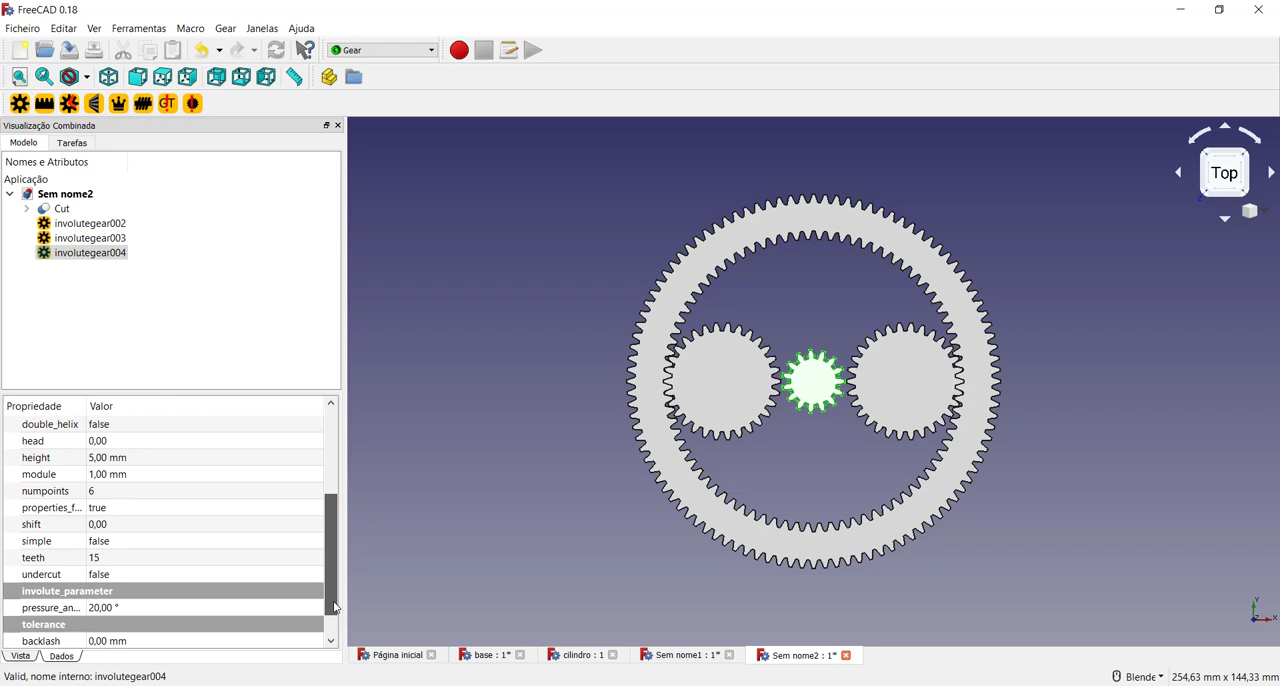 FreeCAD 0.18
Ficheiro Editar Ver Ferramentas Macro Gear Janelas Ajuda
Gear
GT
Visualização Combinada
Modelo Tarefas
Nomes e Atributos
Aplicação
Sem nome2
Cut
involutegear002
involutegear003
involutegear004
Top
Propriedade Valor
double_helix false
head 0,00
height 5,00 mm
module 1,00 mm
numpoints 6
properties_f... true
shift 0,00
simple false
teeth 15
undercut false
involute_parameter
pressure_an... 20,00 °
tolerance
backlash 0,00 mm
Vista Dados
Página inicial base : 1* cilindro : 1 Sem nome1 : 1* Sem nome2 : 1*
Y
X
Valid, nome interno: involutegear004 Blende 254,63 mm x 144,33 mm